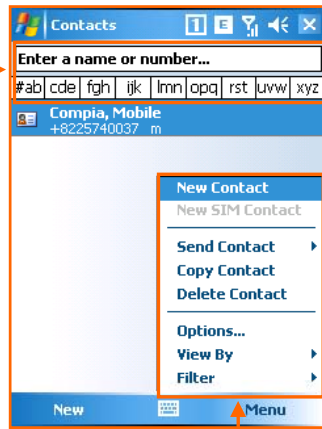 Contacts 1 E
Enter a name or number...
#ab cde fgh ijk lmn opq rst uvw xyz
Compia, Mobile
+8225740037 m
New Contact
New SIM Contact
Send Contact
Copy Contact
Delete Contact
Options...
View By
Filter
New Menu